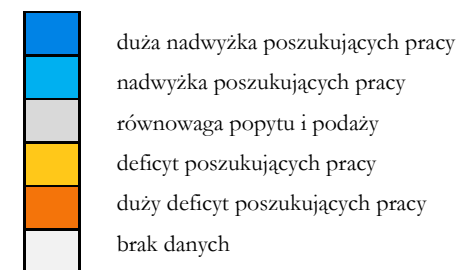 duża nadwyżka poszukujących pracy
nadwyżka poszukujących pracy
równowaga popytu i podaży
deficyt poszukujących pracy
duży deficyt poszukujących pracy
brak danych